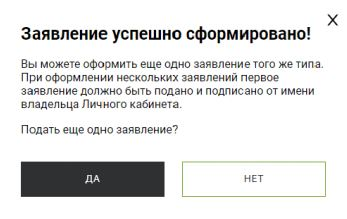 Заявление успешно сформировано!
Вы можете оформить еще одно заявление того же типа.
При оформлении нескольких заявлений первое
заявление должно быть подано и подписано от имени
владельца Личного кабинета.
Подать еще одно заявление?
ДА
НЕТ